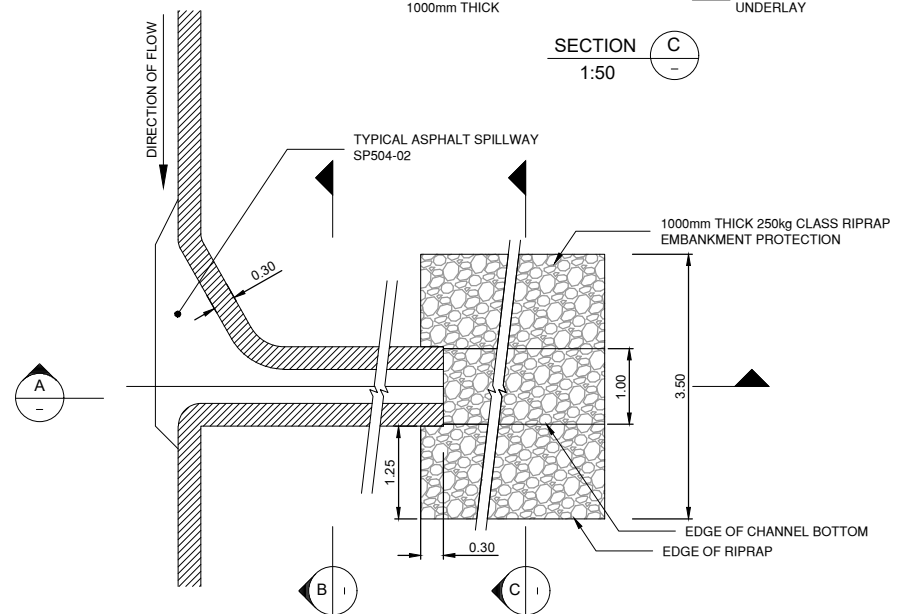 1000mm THICK
UNDERLAY
SECTION
C
–
1:50
DIRECTION OF FLOW
TYPICAL ASPHALT SPILLWAY
SP504-02
1000mm THICK 250kg CLASS RIPRAP
EMBANKMENT PROTECTION
0.30
A
–
1.00
3.50
1.25
0.30
EDGE OF CHANNEL BOTTOM
EDGE OF RIPRAP
B
–
C
–